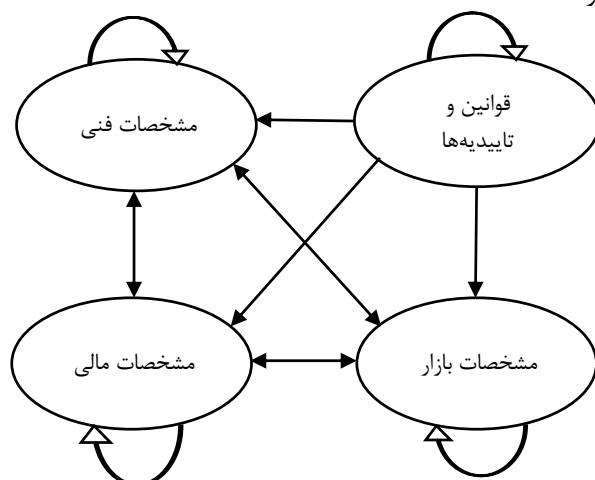 قوانین و
تاییدیه‌ها
مشخصات فنی
مشخصات بازار
مشخصات مالی